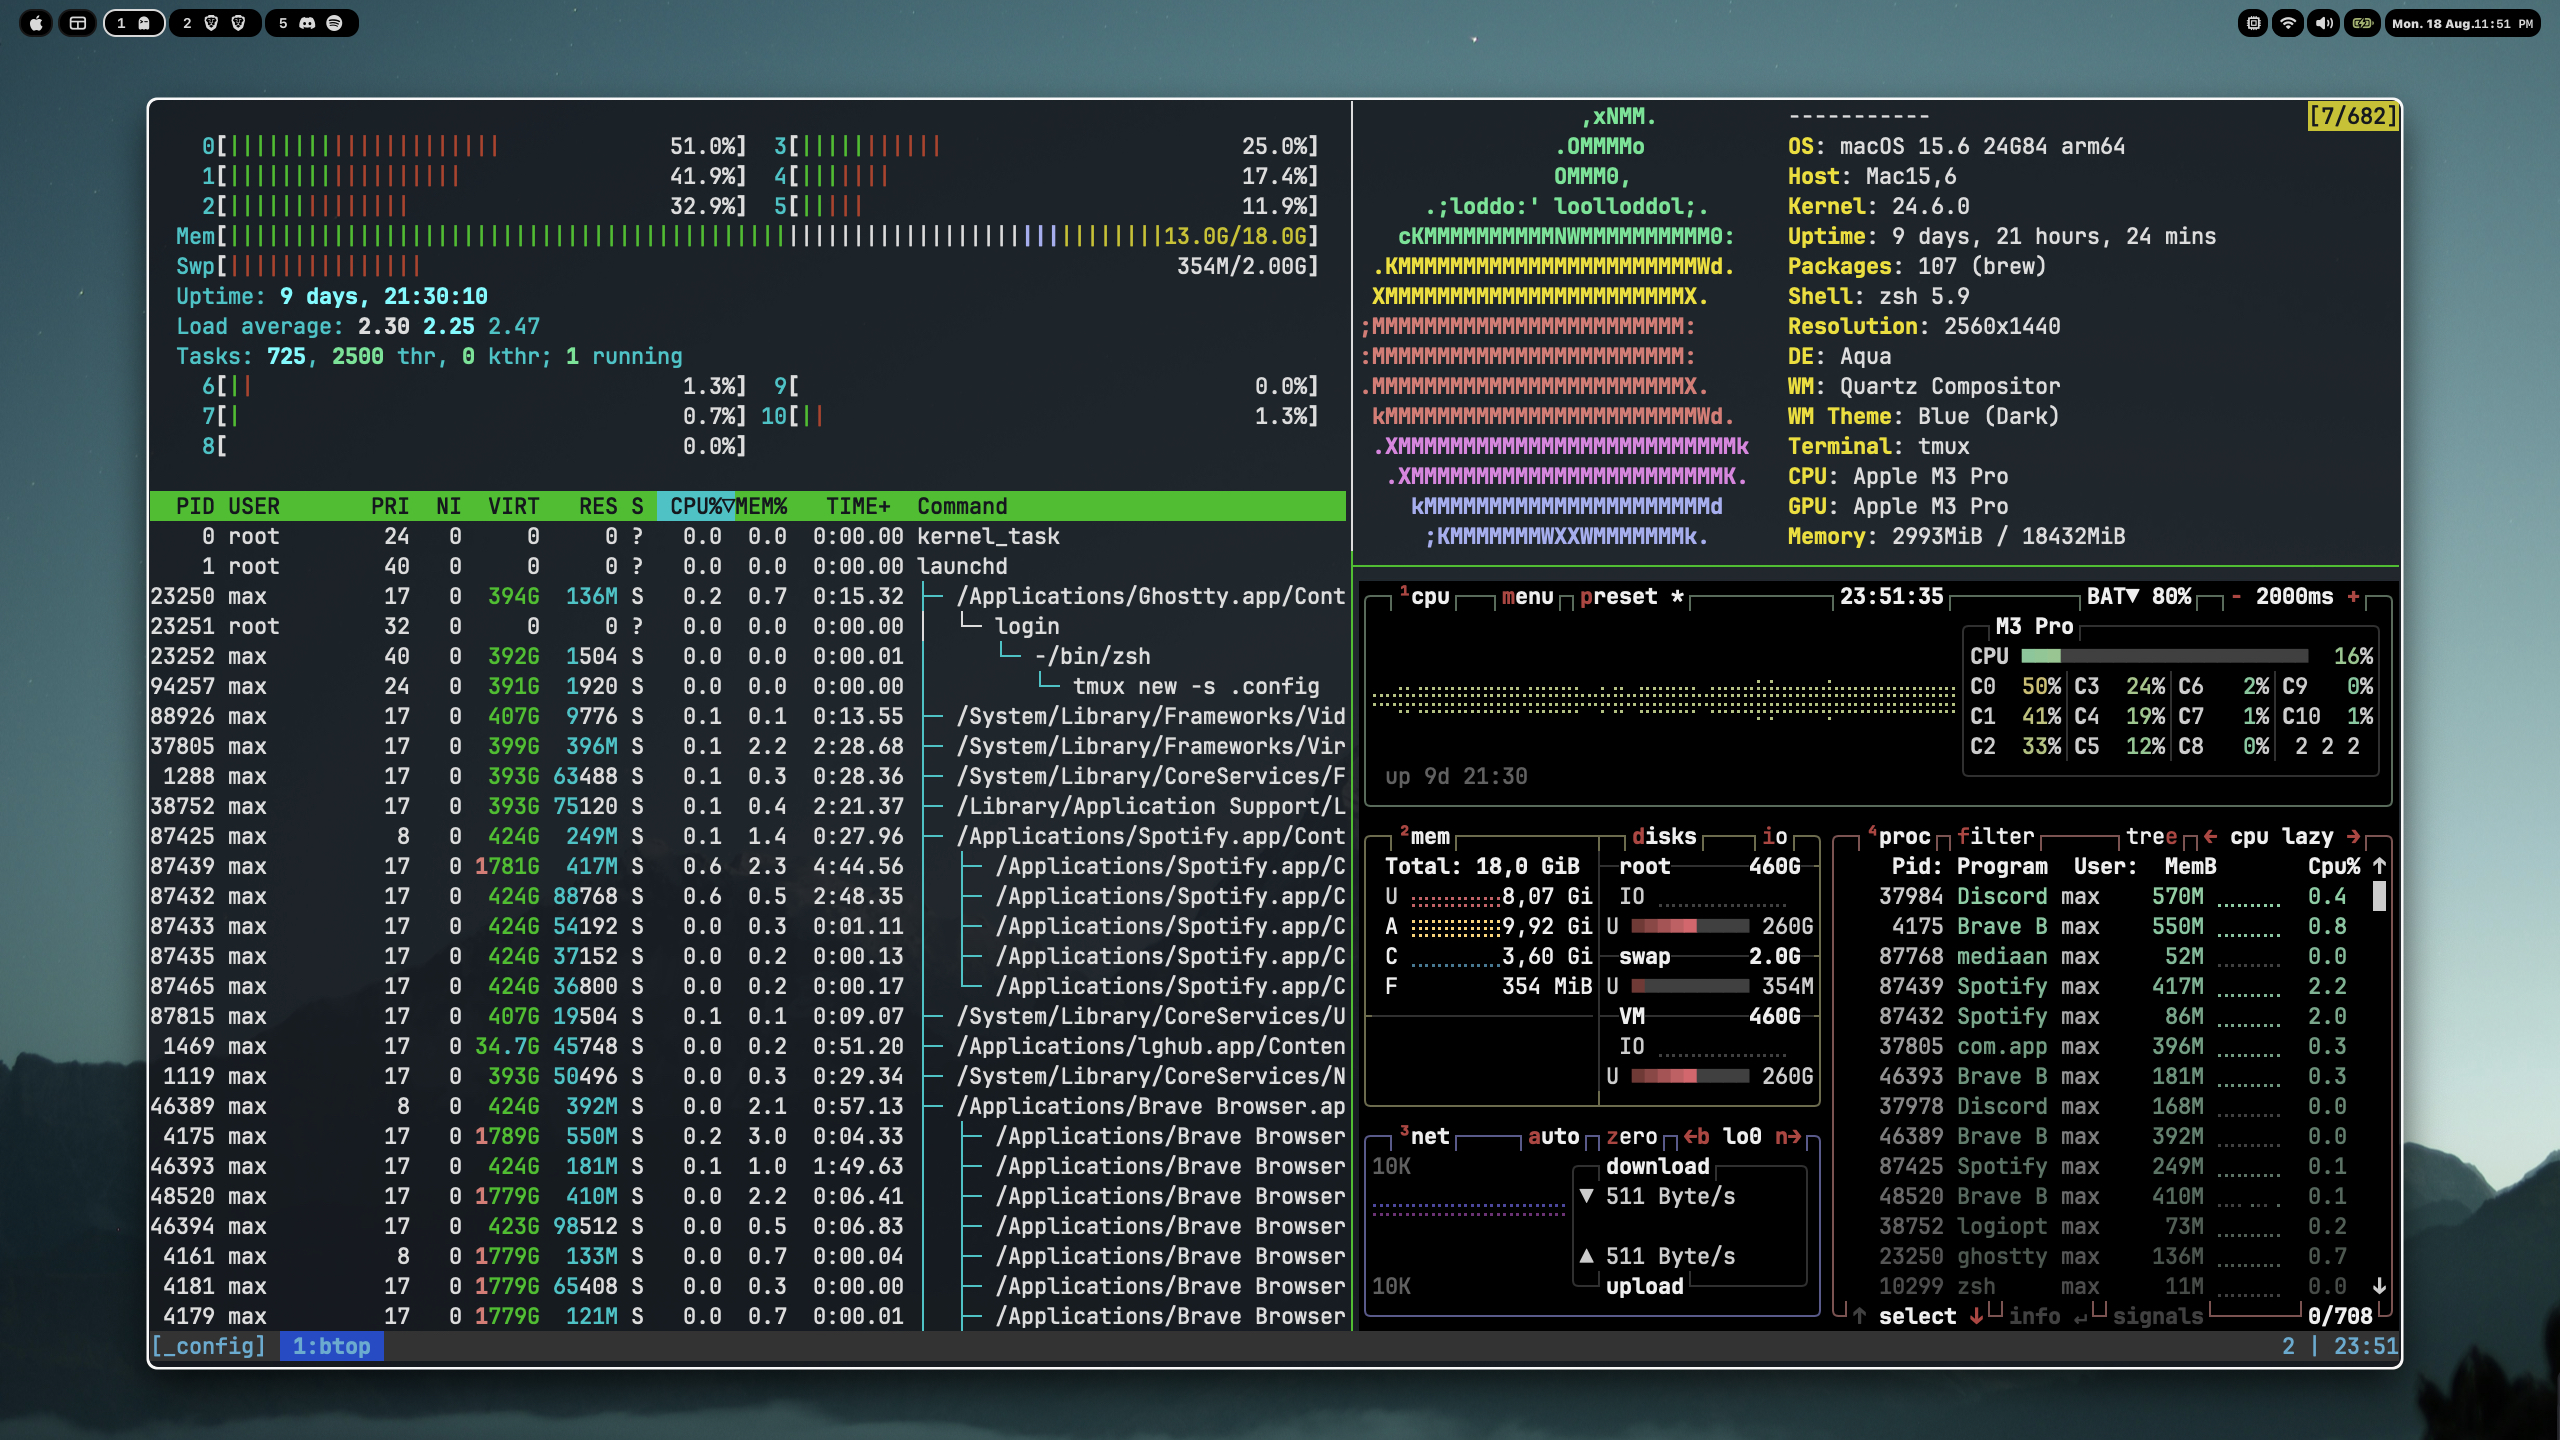 1
2
5
Mon. 18 Aug. 11:51 PM
0[ 51.0%] 3[ 25.0%]
1[ 41.9%] 4[ 17.4%]
2[ 32.9%] 5[ 11.9%]
Mem[ 13.0G/18.0G]
Swp[ 354M/2.00G]
Uptime: 9 days, 21:30:10
Load average: 2.30 2.25 2.47
Tasks: 725, 2500 thr, 0 kthr; 1 running
6[ 1.3%] 9[ 0.0%]
7[ 0.7%] 10[ 1.3%]
8[ 0.0%]
PID USER PRI NI VIRT RES S CPU%▽MEM% TIME+ Command
0 root 24 0 0 0 ? 0.0 0.0 0:00.00 kernel_task
1 root 40 0 0 0 ? 0.0 0.0 0:00.00 launchd
23250 max 17 0 394G 136M S 0.2 0.7 0:15.32 /Applications/Ghostty.app/Cont
23251 root 32 0 0 0 ? 0.0 0.0 0:00.00 login
23252 max 40 0 392G 1504 S 0.0 0.0 0:00.01 -/bin/zsh
94257 max 24 0 391G 1920 S 0.0 0.0 0:00.00 tmux new -s .config
88926 max 17 0 407G 9776 S 0.1 0.1 0:13.55 /System/Library/Frameworks/Vid
37805 max 17 0 399G 396M S 0.1 2.2 2:28.68 /System/Library/Frameworks/Vir
1288 max 17 0 393G 63488 S 0.1 0.3 0:28.36 /System/Library/CoreServices/F
38752 max 17 0 393G 75120 S 0.1 0.4 2:21.37 /Library/Application Support/L
87425 max 8 0 424G 249M S 0.1 1.4 0:27.96 /Applications/Spotify.app/Cont
87439 max 17 0 1781G 417M S 0.6 2.3 4:44.56 /Applications/Spotify.app/C
87432 max 17 0 424G 88768 S 0.6 0.5 2:48.35 /Applications/Spotify.app/C
87433 max 17 0 424G 54192 S 0.0 0.3 0:01.11 /Applications/Spotify.app/C
87435 max 17 0 424G 37152 S 0.0 0.2 0:00.13 /Applications/Spotify.app/C
87465 max 17 0 424G 36800 S 0.0 0.2 0:00.17 /Applications/Spotify.app/C
87815 max 17 0 407G 19504 S 0.1 0.1 0:09.07 /System/Library/CoreServices/U
1469 max 17 0 34.7G 45748 S 0.0 0.2 0:51.20 /Applications/lghub.app/Conten
1119 max 17 0 393G 50496 S 0.0 0.3 0:29.34 /System/Library/CoreServices/N
46389 max 8 0 424G 392M S 0.0 2.1 0:57.13 /Applications/Brave Browser.ap
4175 max 17 0 1789G 550M S 0.2 3.0 0:04.33 /Applications/Brave Browser
46393 max 17 0 424G 181M S 0.1 1.0 1:49.63 /Applications/Brave Browser
48520 max 17 0 1779G 410M S 0.0 2.2 0:06.41 /Applications/Brave Browser
46394 max 17 0 423G 98512 S 0.0 0.5 0:06.83 /Applications/Brave Browser
4161 max 8 0 1779G 133M S 0.0 0.7 0:00.04 /Applications/Brave Browser
4181 max 17 0 1779G 65408 S 0.0 0.3 0:00.00 /Applications/Brave Browser
4179 max 17 0 1779G 121M S 0.0 0.7 0:00.01 /Applications/Brave Browser
,xNMM. ----------- [7/682]
.OMMMMo OS: macOS 15.6 24G84 arm64
OMMM0, Host: Mac15,6
.;loddo:' loolloddol;. Kernel: 24.6.0
cKMMMMMMMMMMNWMMMMMMMMMM0: Uptime: 9 days, 21 hours, 24 mins
.KMMMMMMMMMMMMMMMMMMMMMMMWd. Packages: 107 (brew)
XMMMMMMMMMMMMMMMMMMMMMMMX. Shell: zsh 5.9
;MMMMMMMMMMMMMMMMMMMMMMMM: Resolution: 2560x1440
:MMMMMMMMMMMMMMMMMMMMMMMM: DE: Aqua
.MMMMMMMMMMMMMMMMMMMMMMMMX. WM: Quartz Compositor
kMMMMMMMMMMMMMMMMMMMMMMMMWd. WM Theme: Blue (Dark)
.XMMMMMMMMMMMMMMMMMMMMMMMMMMk Terminal: tmux
.XMMMMMMMMMMMMMMMMMMMMMMMMK. CPU: Apple M3 Pro
kMMMMMMMMMMMMMMMMMMMMMMd GPU: Apple M3 Pro
;KMMMMMMMWXXWMMMMMMMk. Memory: 2993MiB / 18432MiB
1cpu menu preset * 23:51:35 BAT▼ 80% - 2000ms +
M3 Pro
CPU 16%
C0 50% C3 24% C6 2% C9 0%
C1 41% C4 19% C7 1% C10 1%
C2 33% C5 12% C8 0% 2 2 2
up 9d 21:30
2mem disks io
Total: 18,0 GiB root 460G
U 8,07 Gi IO
A 9,92 Gi U 260G
C 3,60 Gi swap 2.0G
F 354 MiB U 354M
VM 460G
IO
U 260G
3net auto zero ←b lo0 n→
10K download
▼ 511 Byte/s
▲ 511 Byte/s
10K upload
4proc filter tree ← cpu lazy →
Pid: Program User: MemB Cpu% ↑
37984 Discord max 570M 0.4
4175 Brave B max 550M 0.8
87768 mediaan max 52M 0.0
87439 Spotify max 417M 2.2
87432 Spotify max 86M 2.0
37805 com.app max 396M 0.3
46393 Brave B max 181M 0.3
37978 Discord max 168M 0.0
46389 Brave B max 392M 0.0
87425 Spotify max 249M 0.1
48520 Brave B max 410M 0.1
38752 logiopt max 73M 0.2
23250 ghostty max 136M 0.7
10299 zsh max 11M 0.0 ↓
↑ select ↓ info ↵ signals 0/708
[_config] 1:btop 2 | 23:51